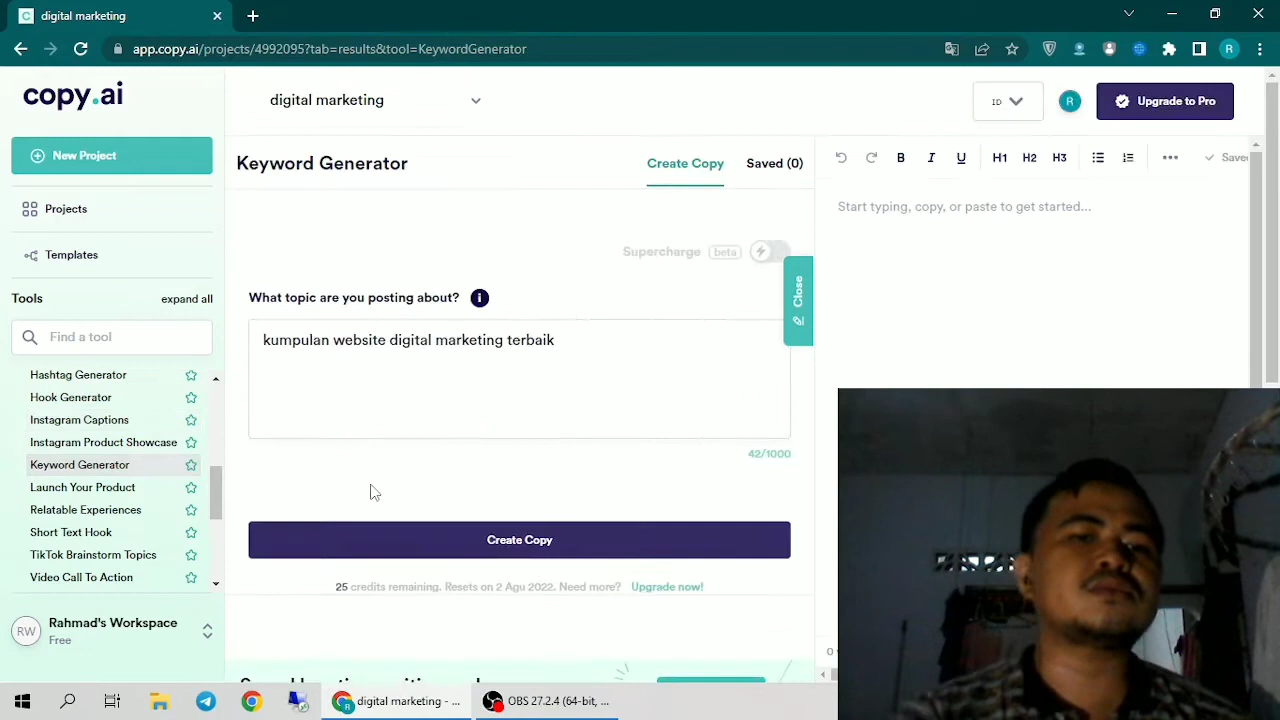 digital marketing
app.copy.ai/projects/4992095?tab=results&tool=KeywordGenerator
R
copy.ai
digital marketing
ID
R
Upgrade to Pro
New Project
Projects
Templates
Tools
expand all
Find a tool
Hashtag Generator
Hook Generator
Instagram Captions
Instagram Product Showcase
Keyword Generator
Launch Your Product
Relatable Experiences
Short Text Hook
TikTok Brainstorm Topics
Video Call To Action
RW
Rahmad's Workspace
Free
Keyword Generator
Create Copy
Saved (0)
Supercharge beta
What topic are you posting about?
kumpulan website digital marketing terbaik
42/1000
Create Copy
25 credits remaining. Resets on 2 Agu 2022. Need more? Upgrade now!
Close
B I U H1 H2 H3
Start typing, copy, or paste to get started...
0
digital marketing - ...
OBS 27.2.4 (64-bit, ...